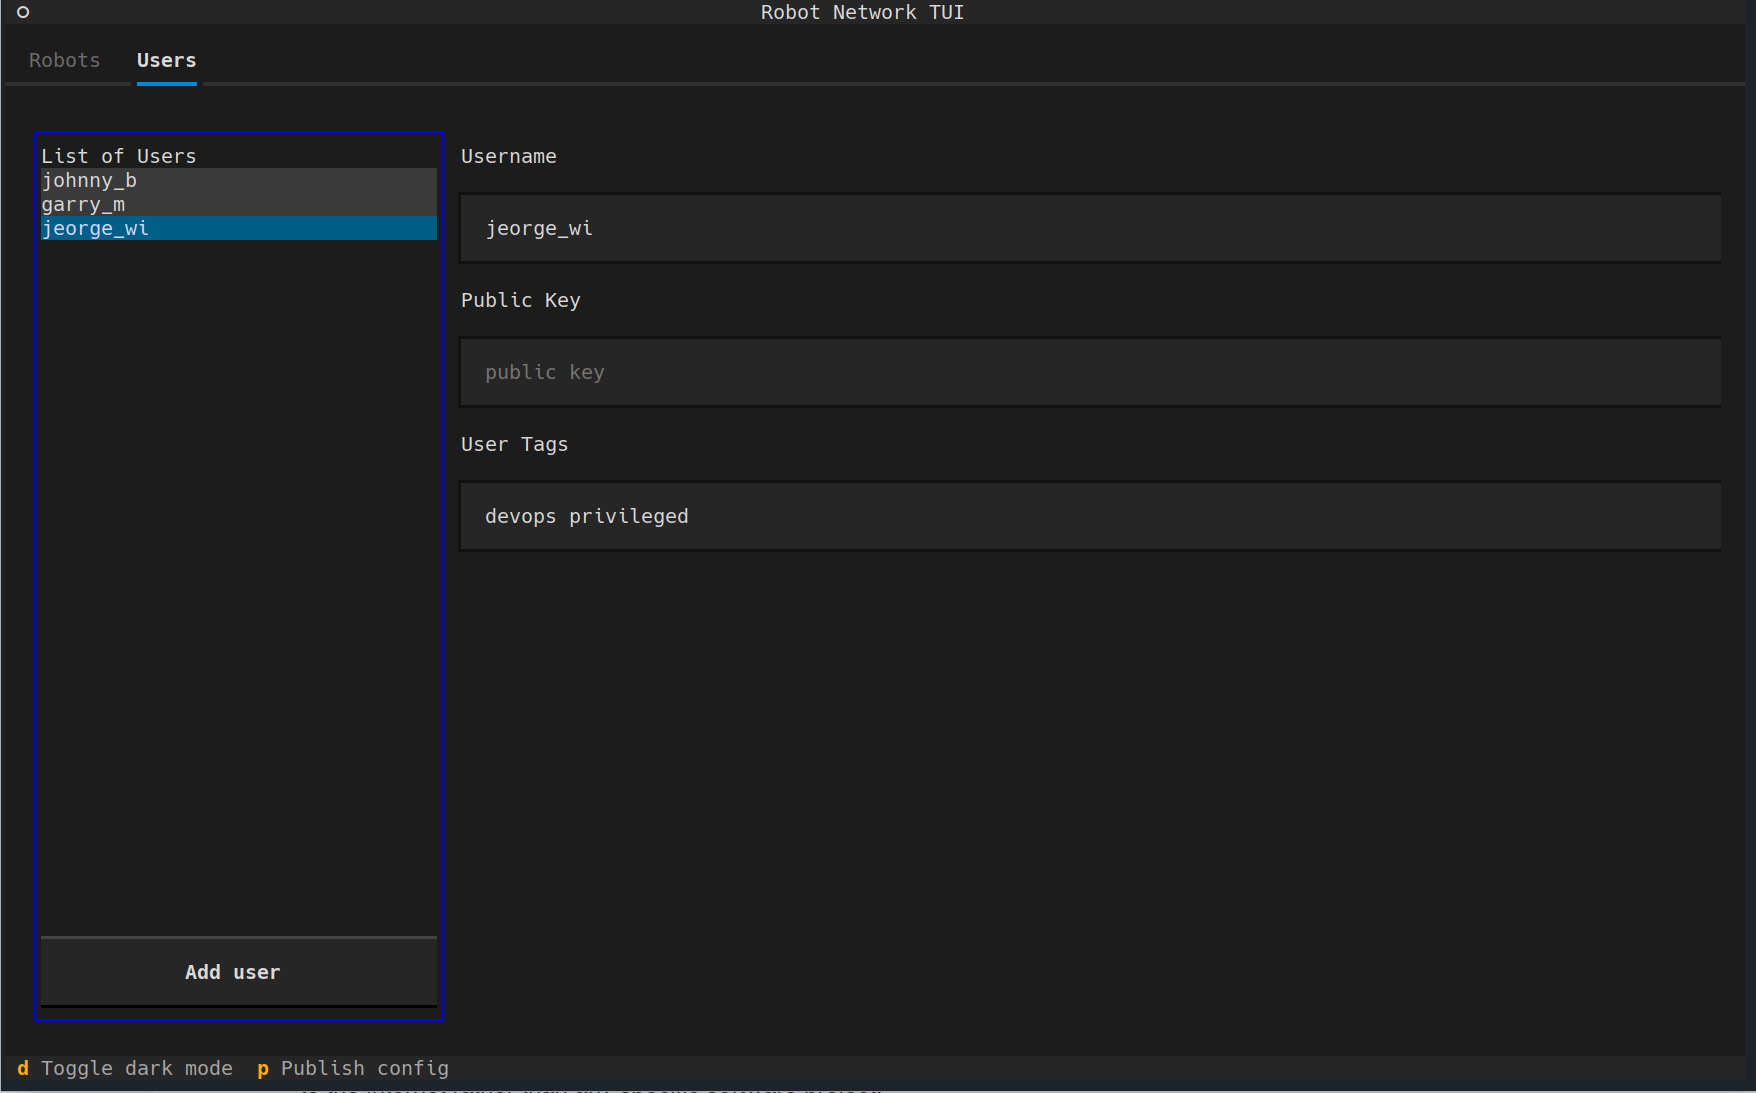 Robot Network TUI
Robots Users
List of Users
johnny_b
garry_m
jeorge_wi
Add user
Username
jeorge_wi
Public Key
public key
User Tags
devops privileged
d Toggle dark mode p Publish config